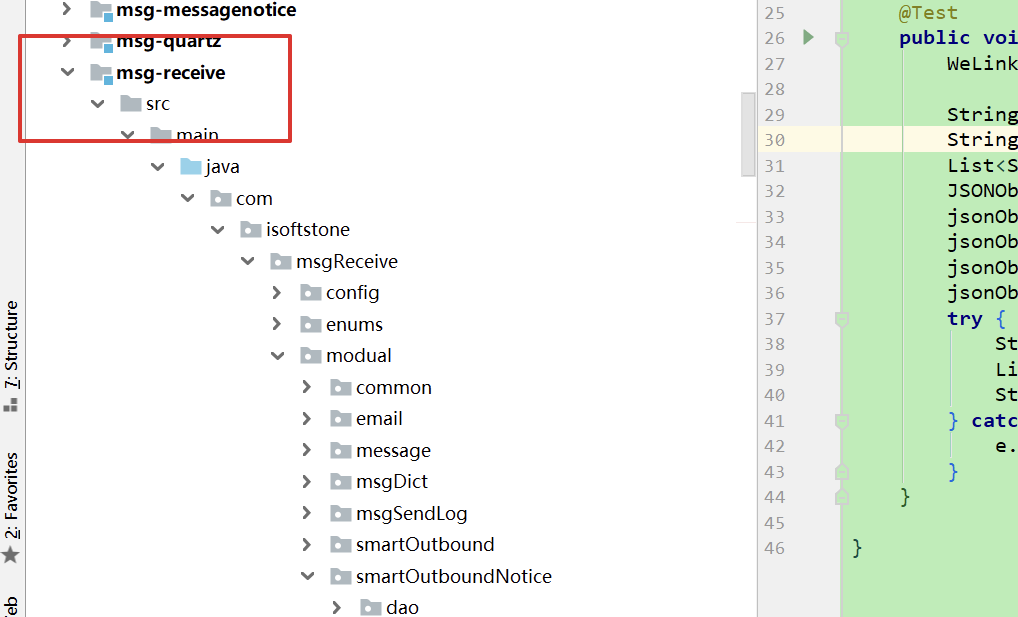 msg-messagenotice
msg-quartz
msg-receive
src
main
java
com
isoftstone
msgReceive
config
enums
modual
common
email
message
msgDict
msgSendLog
smartOutbound
smartOutboundNotice
dao
7: Structure
2: Favorites
eb
25 @Test
26 public voi
27 WeLink
28
29 String
30 String
31 List<S
32 JSONOb
33 jsonOb
34 jsonOb
35 jsonOb
36 jsonOb
37 try {
38 St
39 Li
40 St
41 } catc
42 e.
43 }
44 }
45
46 }